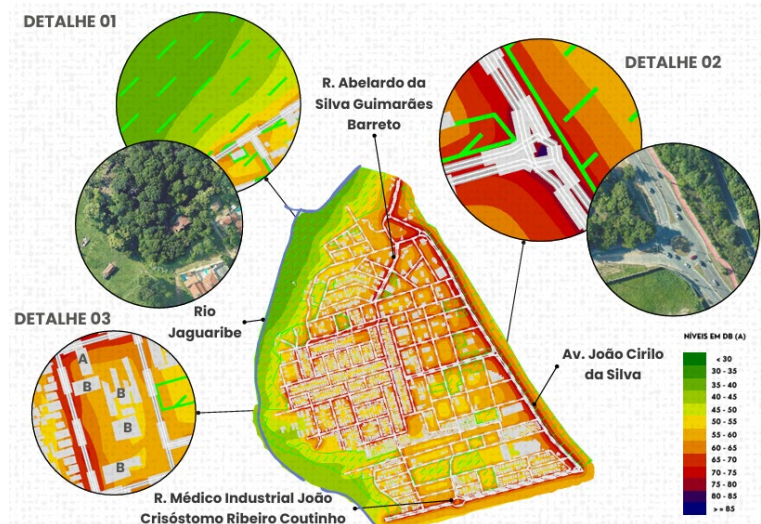 DETALHE 01
R. Abelardo da
Silva Guimarães
Barreto
DETALHE 02
Rio
Jaguaribe
DETALHE 03
A
B
B
B
B
Av. João Cirilo
da Silva
R. Médico Industrial João
Crisóstomo Ribeiro Coutinho
NÍVEIS EM DB (A)
< 30
30 - 35
35 - 40
40 - 45
45 - 50
50 - 55
55 - 60
60 - 65
65 - 70
70 - 75
75 - 80
80 - 85
>= 85